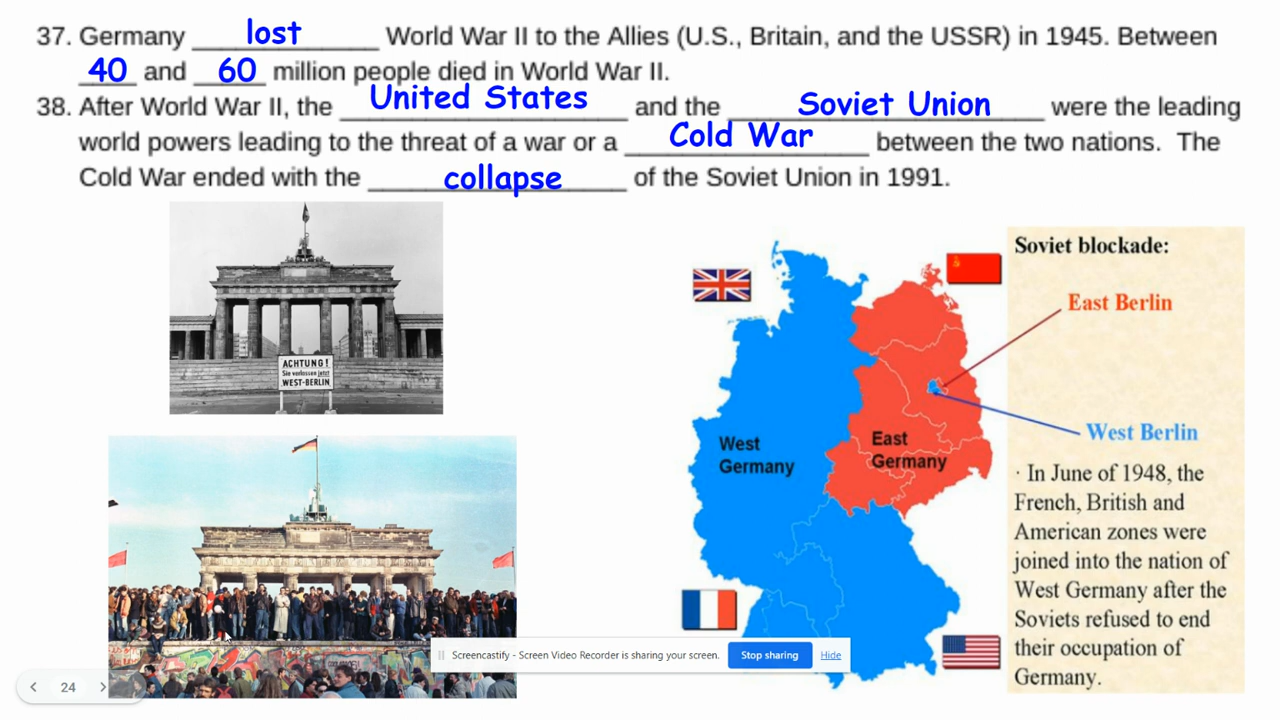 37. Germany lost World War II to the Allies (U.S., Britain, and the USSR) in 1945. Between
40 and 60 million people died in World War II.
38. After World War II, the United States and the Soviet Union were the leading
world powers leading to the threat of a war or a Cold War between the two nations. The
Cold War ended with the collapse of the Soviet Union in 1991.
ACHTUNG!
Sie verlassen jetzt
WEST-BERLIN
West
Germany
East
Germany
Soviet blockade:
East Berlin
West Berlin
· In June of 1948, the
French, British and
American zones were
joined into the nation of
West Germany after the
Soviets refused to end
their occupation of
Germany.
Screencastify - Screen Video Recorder is sharing your screen.
Stop sharing
Hide
24